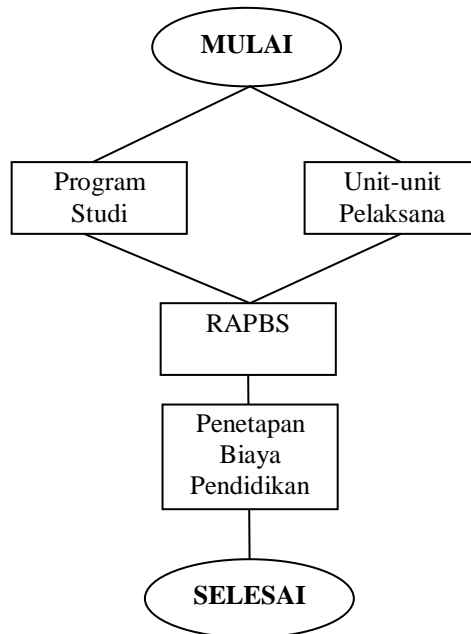 MULAI
Program
Studi
Unit-unit
Pelaksana
RAPBS
Penetapan
Biaya
Pendidikan
SELESAI